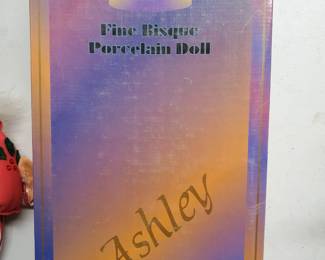 Fine Bisque
Porcelain Doll
Ashley